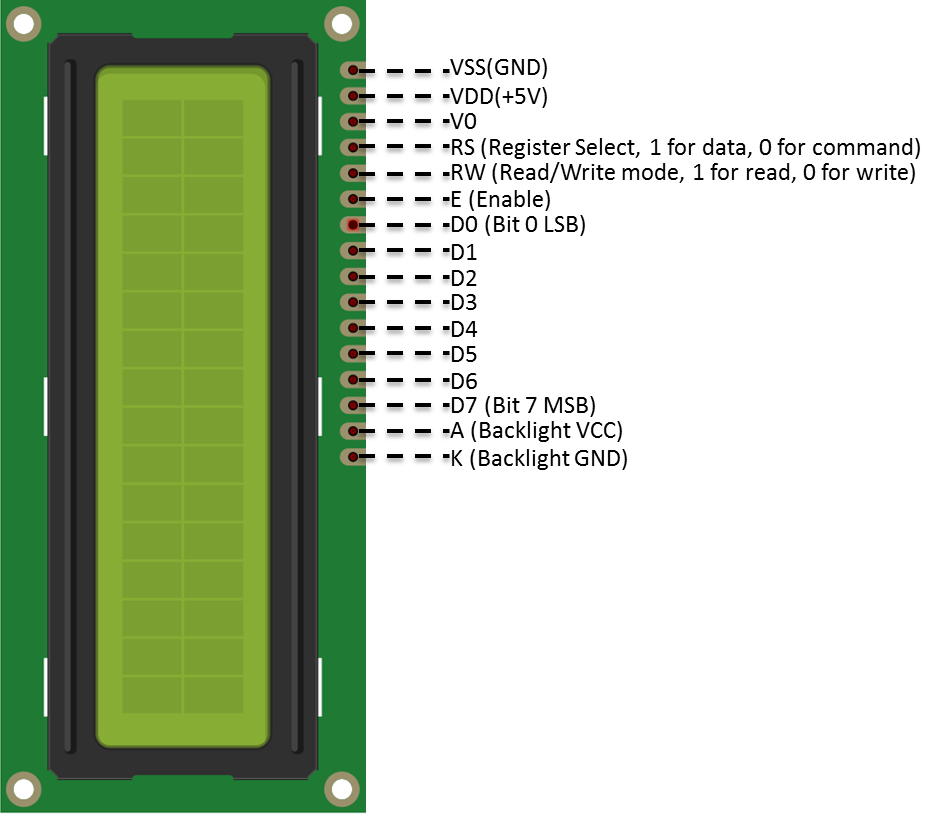 VSS(GND)
VDD(+5V)
V0
RS (Register Select, 1 for data, 0 for command)
RW (Read/Write mode, 1 for read, 0 for write)
E (Enable)
D0 (Bit 0 LSB)
D1
D2
D3
D4
D5
D6
D7 (Bit 7 MSB)
A (Backlight VCC)
K (Backlight GND)